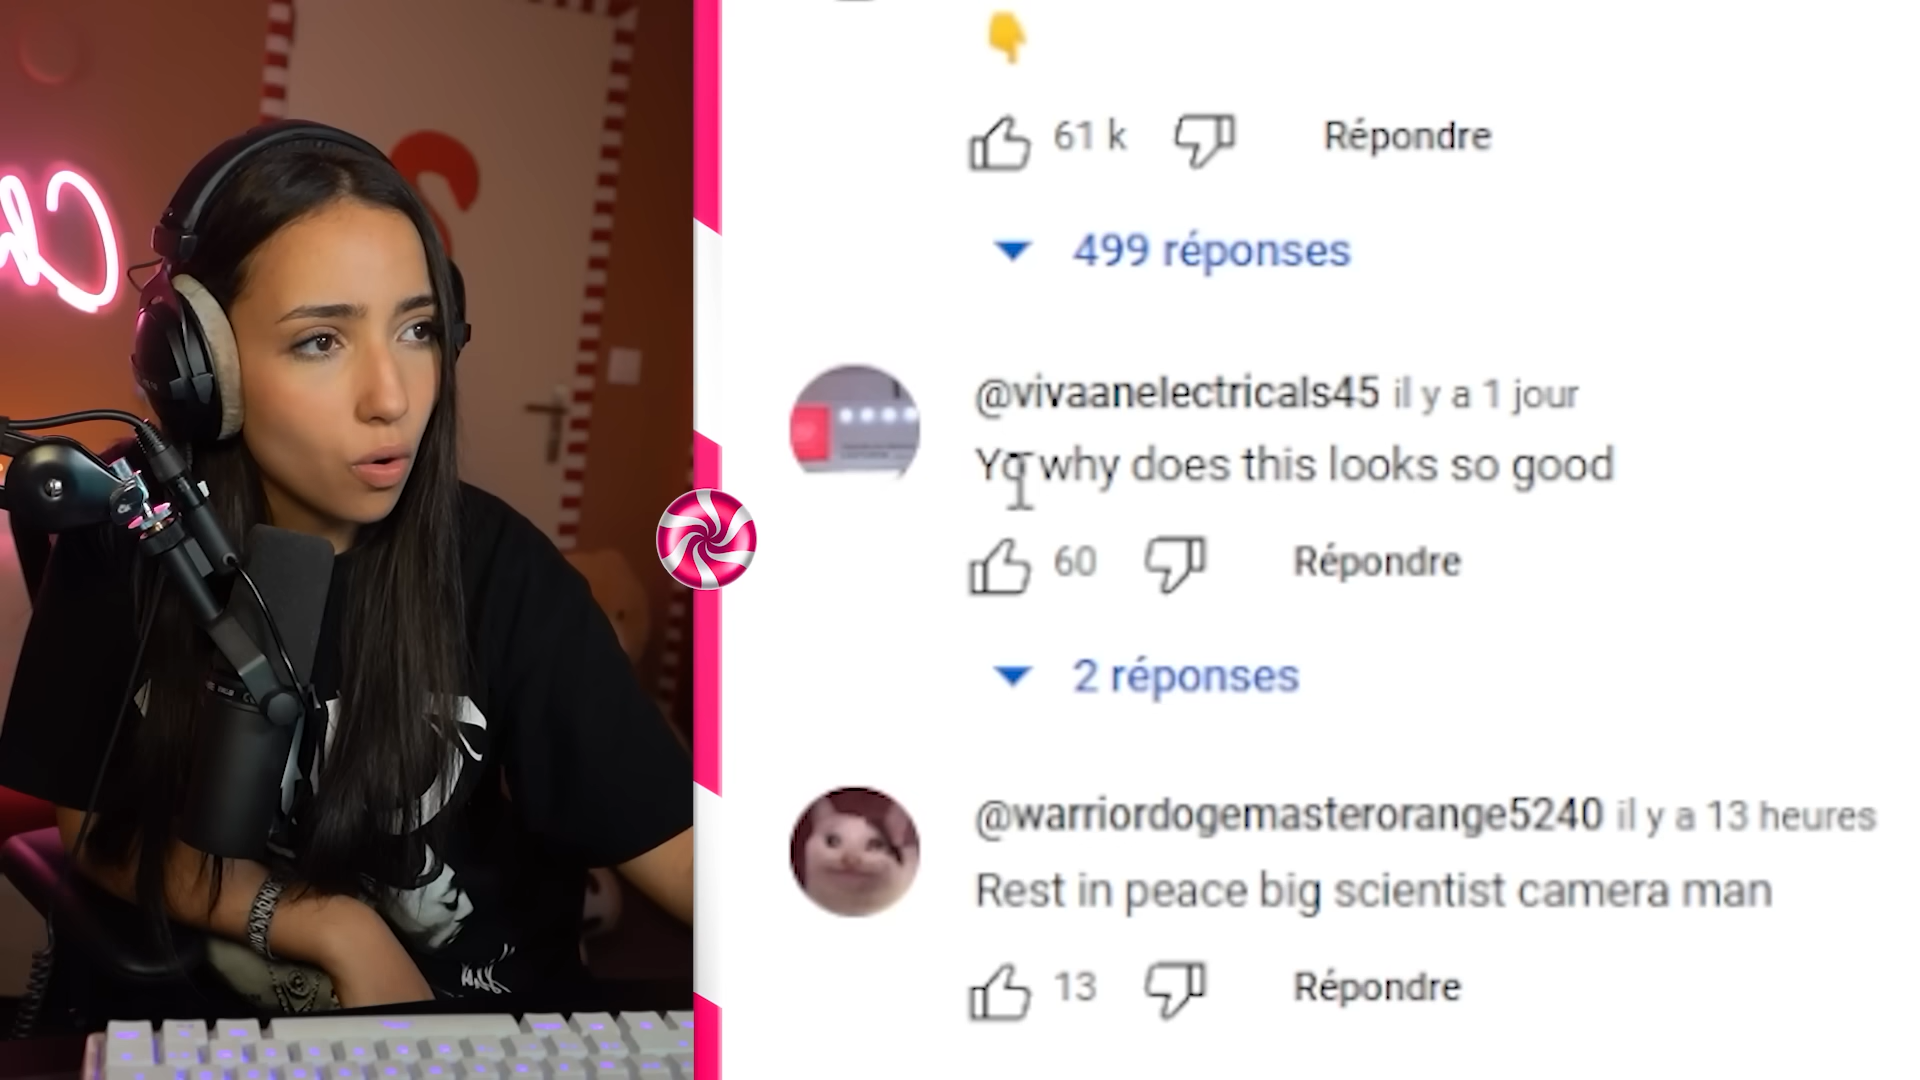 Ch
👇
61 k Répondre
499 réponses
@vivaanelectricals45 il y a 1 jour
Yo why does this looks so good
60 Répondre
2 réponses
@warriordogemasterorange5240 il y a 13 heures
Rest in peace big scientist camera man
13 Répondre